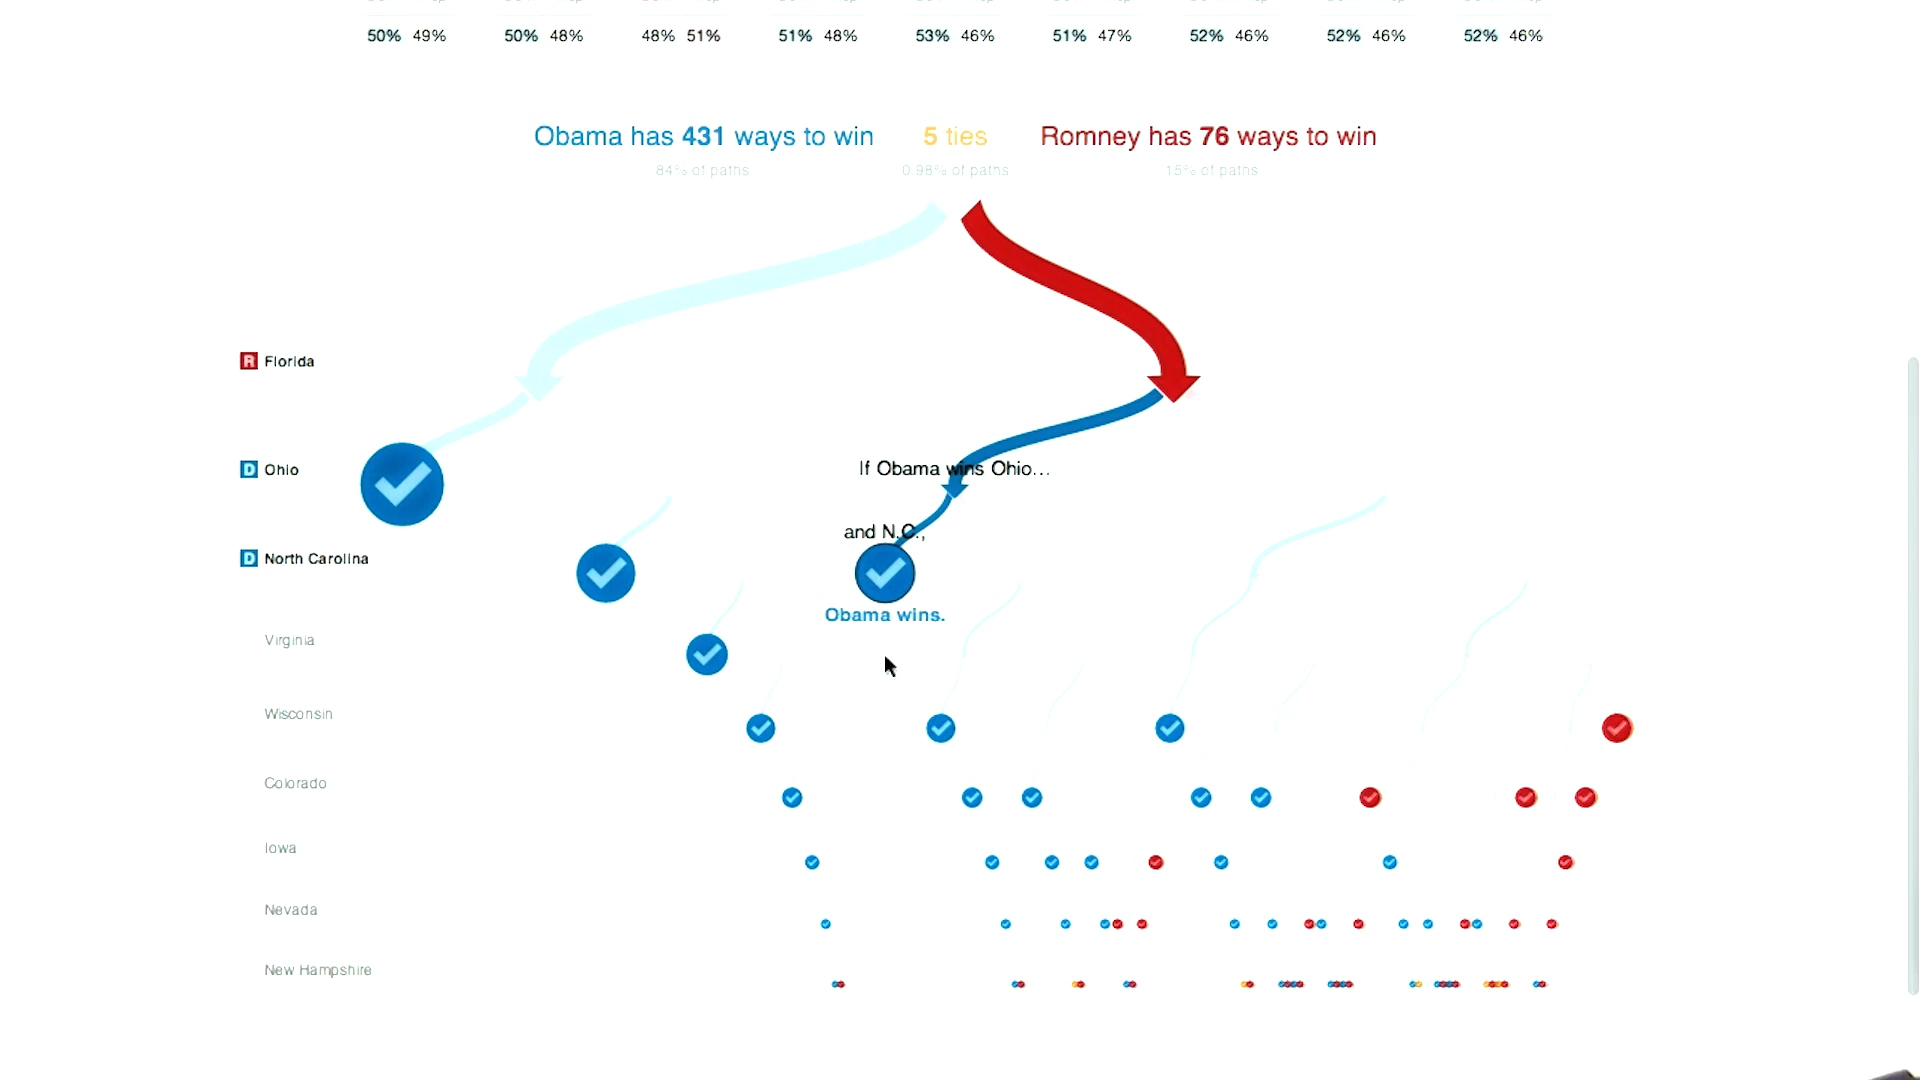 50% 49% 50% 48% 48% 51% 51% 48% 53% 46% 51% 47% 52% 46% 52% 46% 52% 46%
Obama has 431 ways to win 5 ties Romney has 76 ways to win
84% of paths 0.98% of paths 15% of paths
R Florida
D Ohio
If Obama wins Ohio...
and N.C.,
D North Carolina
Obama wins.
Virginia
Wisconsin
Colorado
Iowa
Nevada
New Hampshire